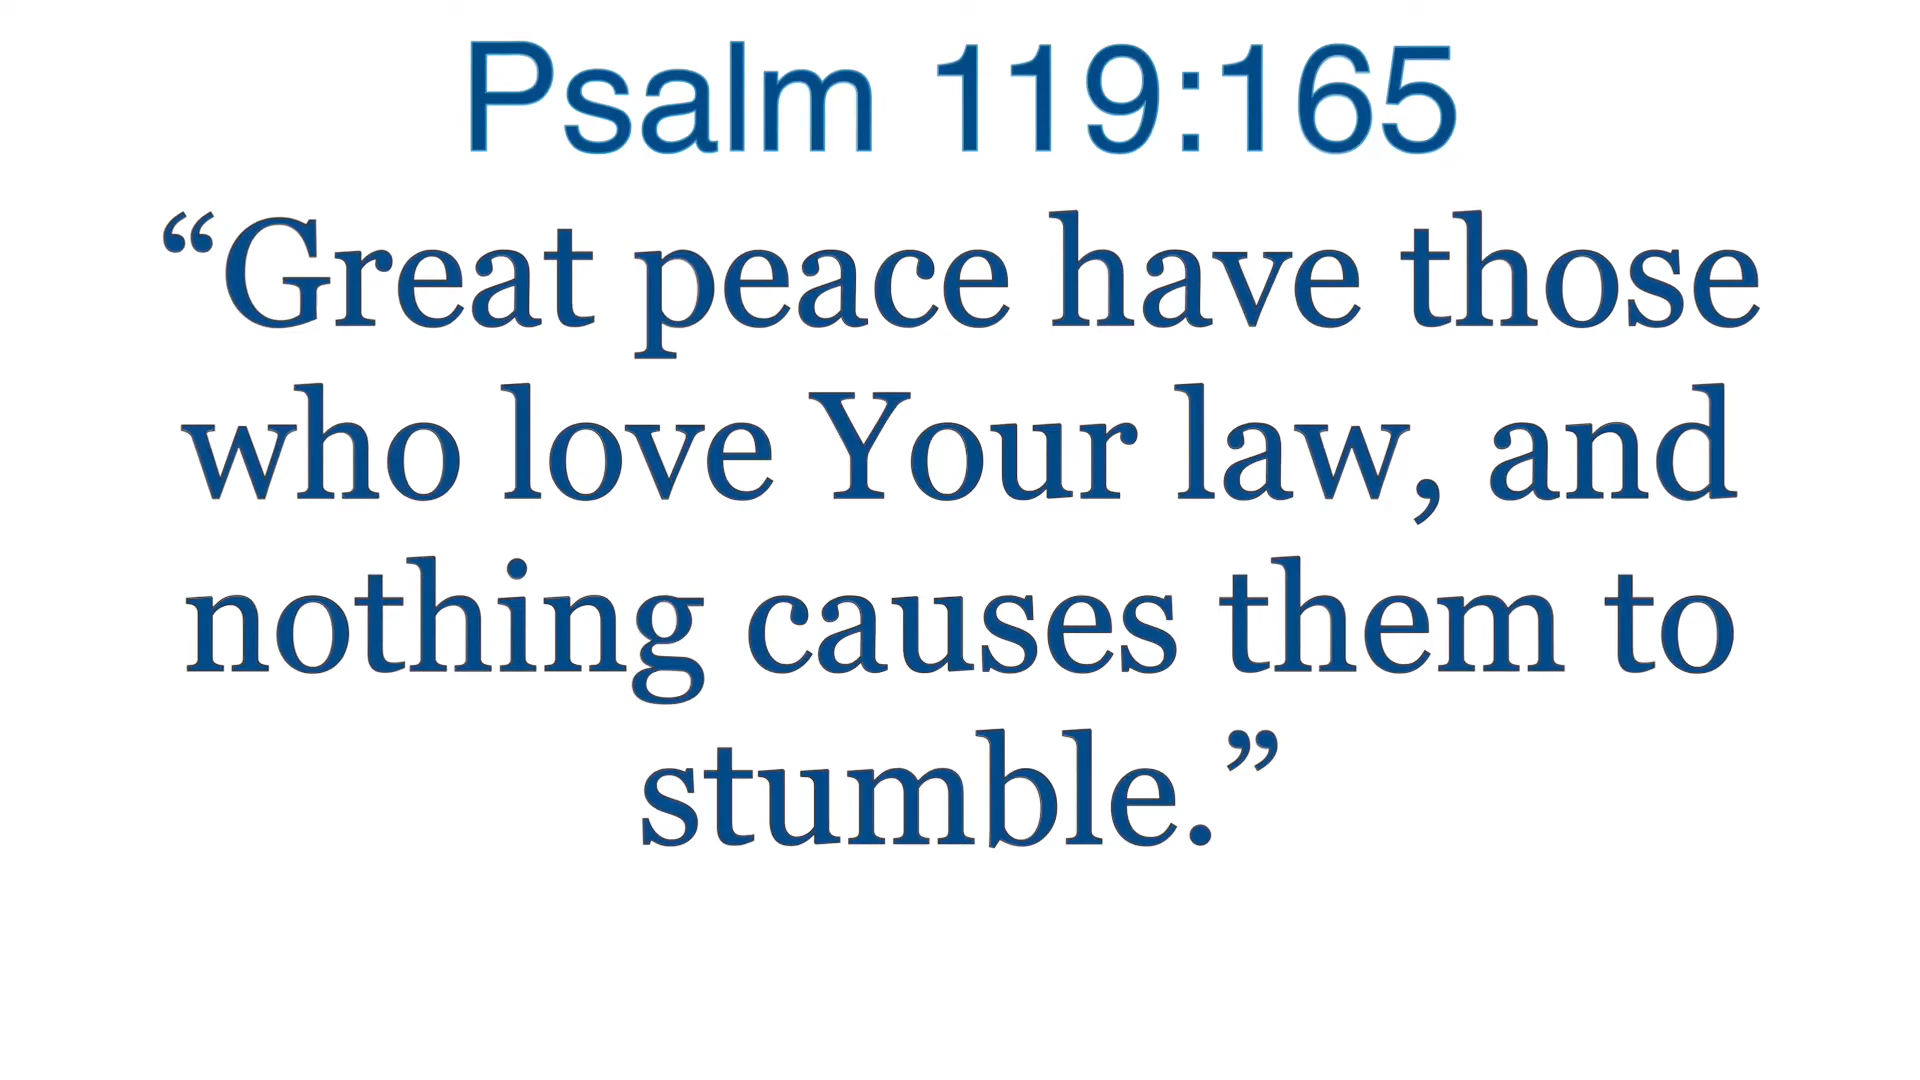 Psalm 119:165
“Great peace have those
who love Your law, and
nothing causes them to
stumble.”